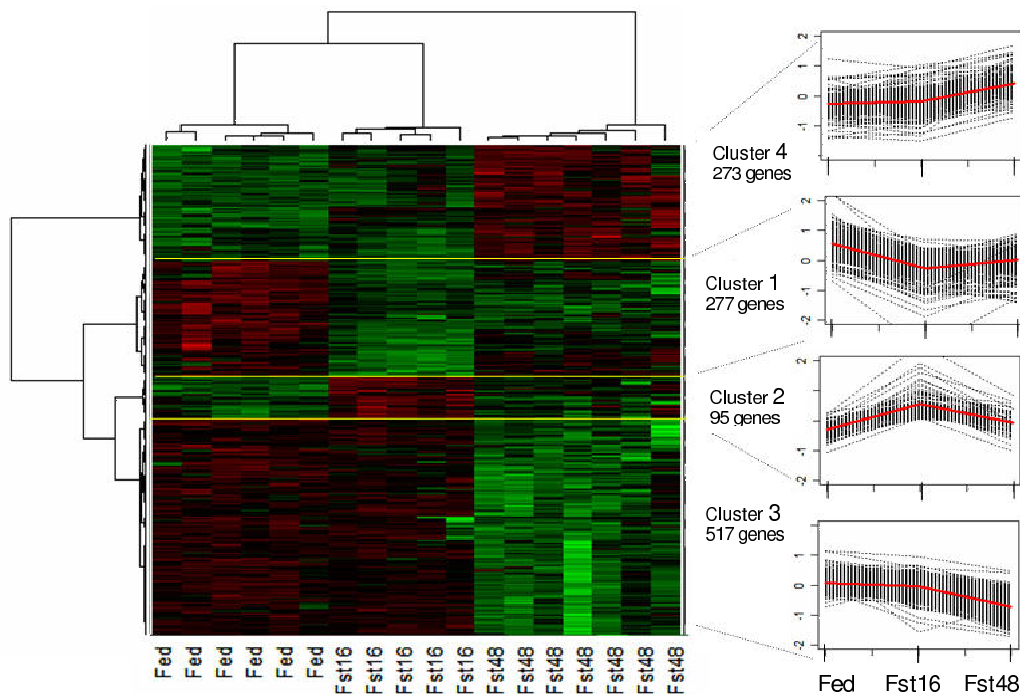 Cluster 4
273 genes
2
1
0
-1
Cluster 1
277 genes
2
1
0
-1
-2
Cluster 2
95 genes
2
1
0
-1
-2
Cluster 3
517 genes
2
1
0
-1
-2
Fed Fed Fed Fed Fed Fed Fst16 Fst16 Fst16 Fst16 Fst16 Fst48 Fst48 Fst48 Fst48 Fst48 Fst48 Fst48
Fed Fst16 Fst48